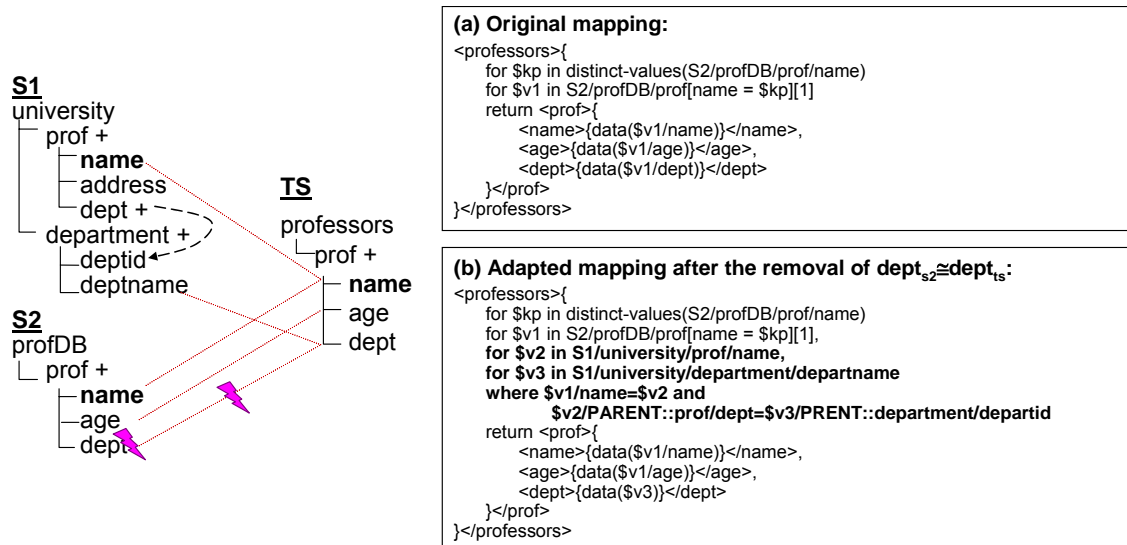 S1
university
prof +
name
address
dept +
department +
deptid
deptname
S2
profDB
prof +
name
age
dept
TS
professors
prof +
name
age
dept
(a) Original mapping:
<professors>{
for $kp in distinct-values(S2/profDB/prof/name)
for $v1 in S2/profDB/prof[name = $kp][1]
return <prof>{
<name>{data($v1/name)}</name>,
<age>{data($v1/age)}</age>,
<dept>{data($v1/dept)}</dept>
}</prof>
}</professors>
(b) Adapted mapping after the removal of dept_s2≅dept_ts:
<professors>{
for $kp in distinct-values(S2/profDB/prof/name)
for $v1 in S2/profDB/prof[name = $kp][1],
for $v2 in S1/university/prof/name,
for $v3 in S1/university/department/departname
where $v1/name=$v2 and
$v2/PARENT::prof/dept=$v3/PRENT::department/departid
return <prof>{
<name>{data($v1/name)}</name>,
<age>{data($v1/age)}</age>,
<dept>{data($v3)}</dept>
}</prof>
}</professors>